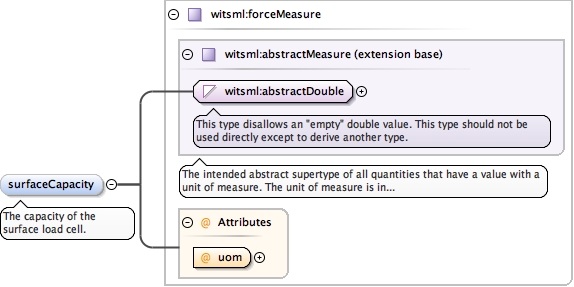 witsml:forceMeasure
witsml:abstractMeasure (extension base)
witsml:abstractDouble
This type disallows an "empty" double value. This type should not be
used directly except to derive another type.
The intended abstract supertype of all quantities that have a value with a
unit of measure. The unit of measure is in...
surfaceCapacity
The capacity of the
surface load cell.
@ Attributes
@ uom